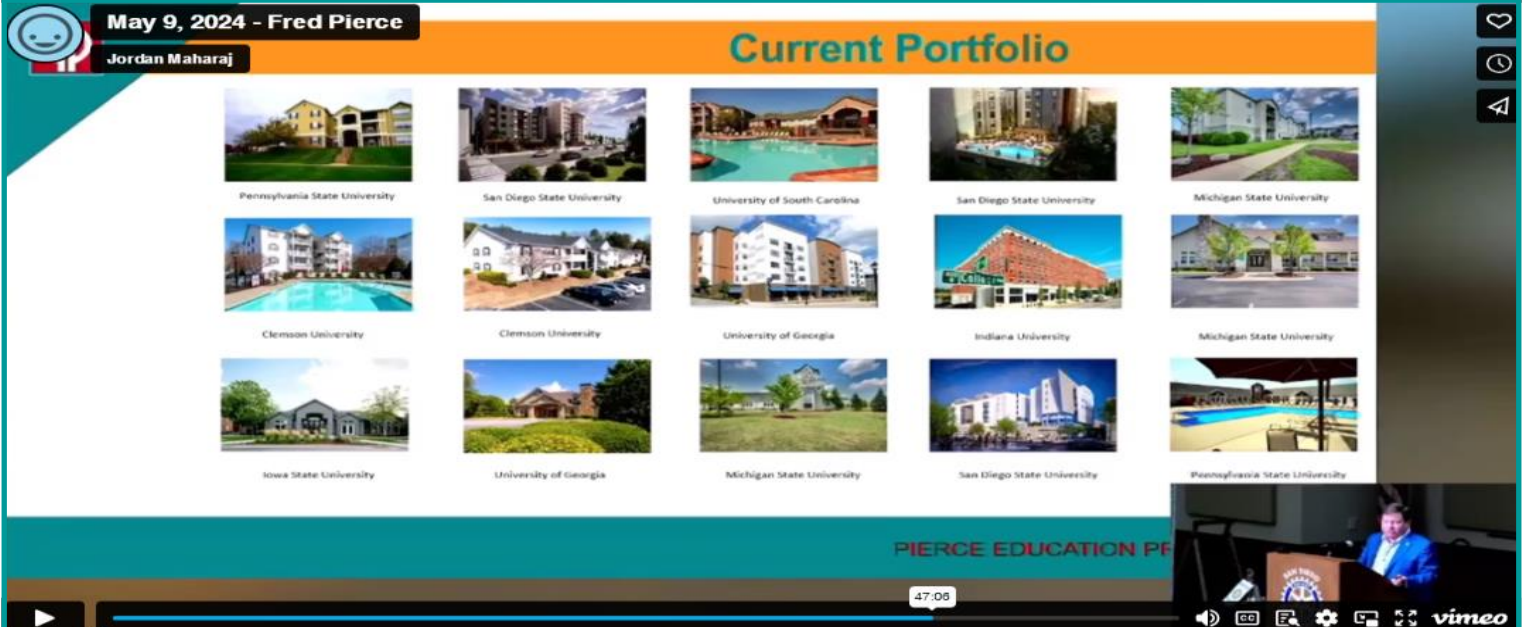 May 9, 2024 - Fred Pierce
Jordan Maharaj
Current Portfolio
Pennsylvania State University
San Diego State University
University of South Carolina
San Diego State University
Michigan State University
Clemson University
Clemson University
University of Georgia
Indiana University
Michigan State University
Iowa State University
University of Georgia
Michigan State University
San Diego State University
Pennsylvania State University
PIERCE EDUCATION PR
SAN DIEGO
47:06
CC
vimeo